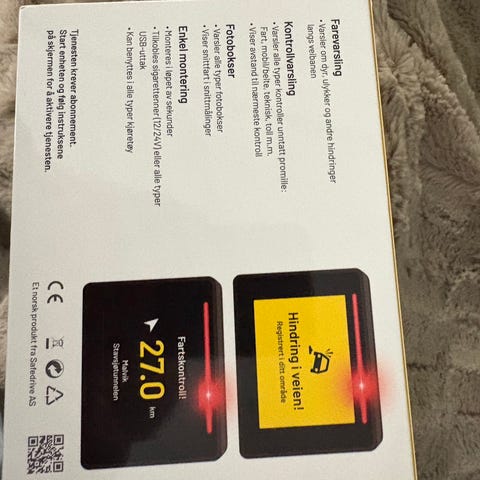 Farevarsling
• Varsler om dyr, ulykker og andre hindringer
langs veibanen
Kontrollvarsling
• Varsler alle typer kontroller unntatt promille:
Fart, mobil/belte, teknisk, toll m.m.
• Viser avstand til nærmeste kontroll
Fotobokser
• Varsler alle typer fotobokser
• Viser snittfart i snittmålinger
Enkel montering
• Monteres i løpet av sekunder
• Tilkobles sigarettenner (12/24V) eller alle typer
USB-uttak
• Kan benyttes i alle typer kjøretøy
Tjenesten krever abonnement.
Start enheten og følg instruksene
på skjermen for å aktivere tjenesten.
Hindring i veien!
Registrert i ditt område
Fartskontroll!
27.0 km
Malvik
Stavsjøtunnelen
CE
Et norsk produkt fra Safedrive AS